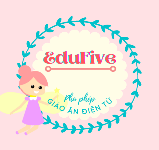 EduFive
Phù phép
GIÁO ÁN ĐIỆN TỬ